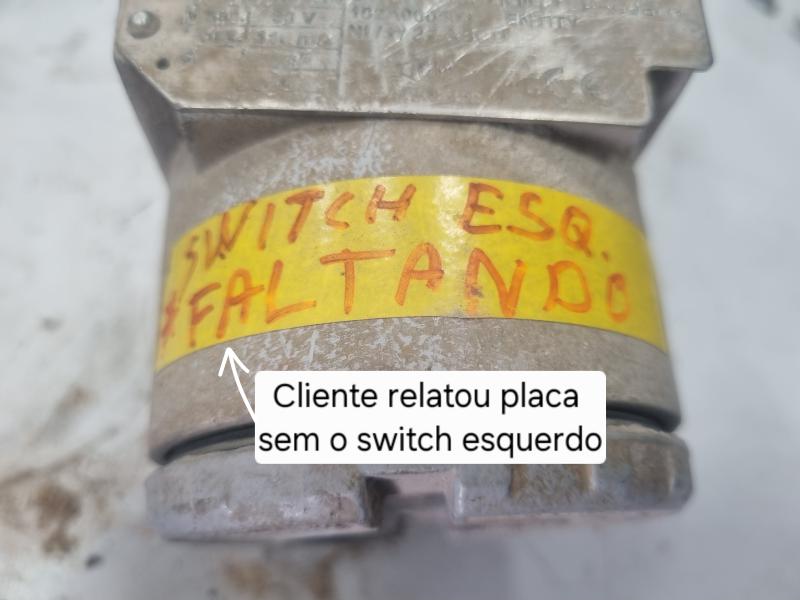 SWITCH ESQ.
*FALTANDO
Cliente relatou placa
sem o switch esquerdo